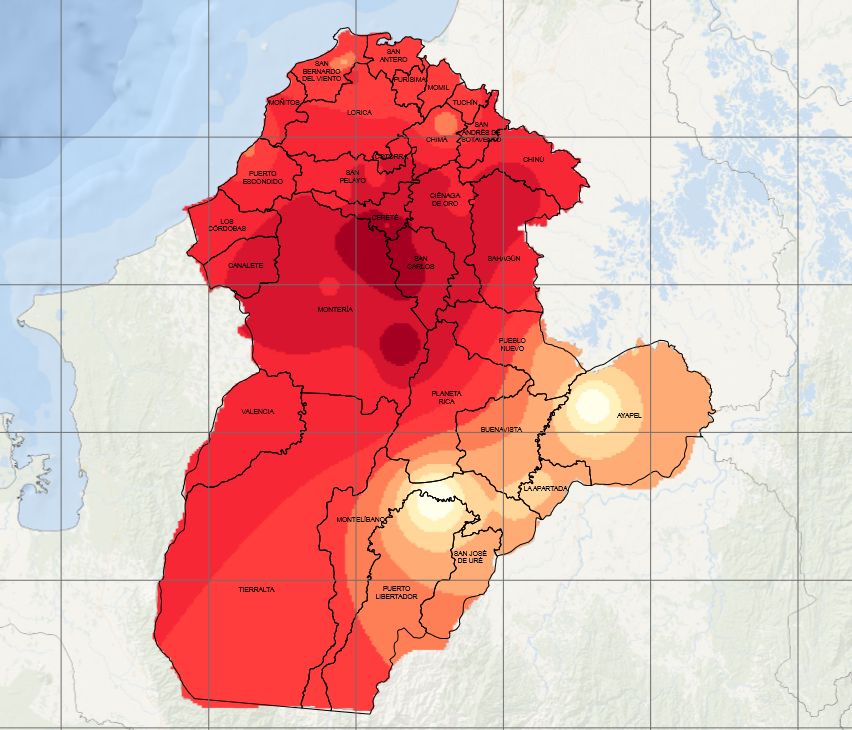 SAN
ANTERO
SAN
BERNARDO
DEL VIENTO
PURÍSIMA
MOMIL
MOÑITOS
TUCHÍN
LORICA
SAN
ANDRÉS DE
SOTAVENTO
CHIMÁ
CHINÚ
PUERTO
ESCONDIDO
SAN
PELAYO
CIÉNAGA
DE ORO
LOS
CÓRDOBAS
CERETÉ
CANALETE
SAN
CARLOS
SAHAGÚN
MONTERÍA
PUEBLO
NUEVO
PLANETA
RICA
VALENCIA
AYAPEL
BUENAVISTA
LA APARTADA
MONTELÍBANO
SAN JOSÉ
DE URÉ
TIERRALTA
PUERTO
LIBERTADOR